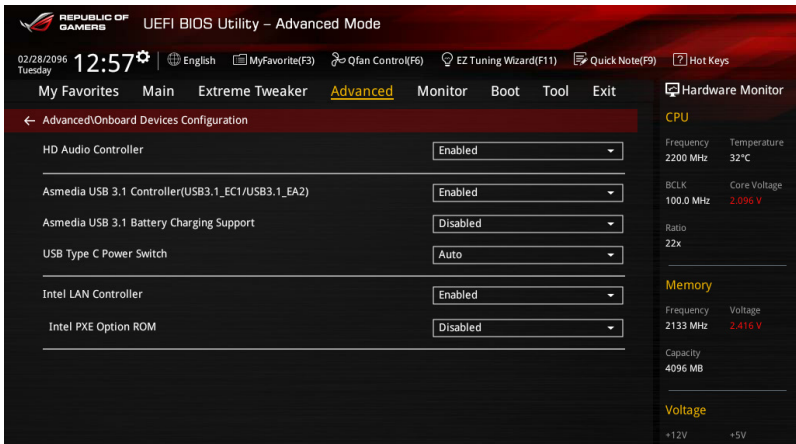 REPUBLIC OF
GAMERS
UEFI BIOS Utility – Advanced Mode
02/28/2096
Tuesday
12:57
English
MyFavorite(F3)
Qfan Control(F6)
EZ Tuning Wizard(F11)
Quick Note(F9)
? Hot Keys
My Favorites Main Extreme Tweaker Advanced Monitor Boot Tool Exit
Hardware Monitor
← Advanced\Onboard Devices Configuration
HD Audio Controller Enabled
Asmedia USB 3.1 Controller(USB3.1_EC1/USB3.1_EA2) Enabled
Asmedia USB 3.1 Battery Charging Support Disabled
USB Type C Power Switch Auto
Intel LAN Controller Enabled
Intel PXE Option ROM Disabled
CPU
Frequency Temperature
2200 MHz 32°C
BCLK Core Voltage
100.0 MHz 2.096 V
Ratio
22x
Memory
Frequency Voltage
2133 MHz 2.416 V
Capacity
4096 MB
Voltage
+12V +5V